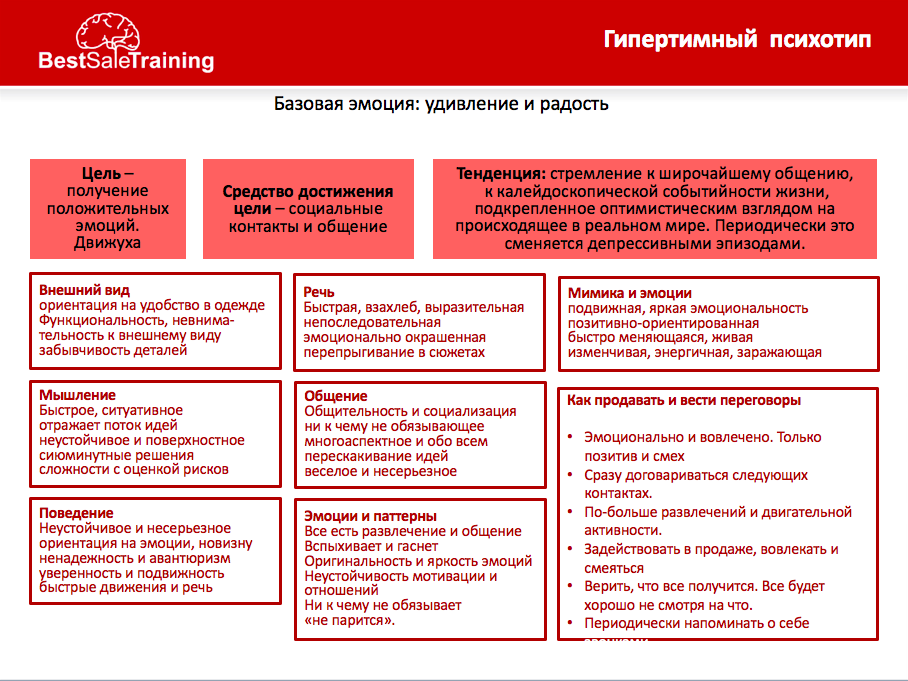 BestSaleTraining
Гипертимный психотип
Базовая эмоция: удивление и радость
Цель –
получение
положительных
эмоций.
Движуха
Средство достижения
цели – социальные
контакты и общение
Тенденция: стремление к широчайшему общению,
к калейдоскопической событийности жизни,
подкрепленное оптимистическим взглядом на
происходящее в реальном мире. Периодически это
сменяется депрессивными эпизодами.
Внешний вид
ориентация на удобство в одежде
Функциональность, невнима-
тельность к внешнему виду
забывчивость деталей
Речь
Быстрая, взахлеб, выразительная
непоследовательная
эмоционально окрашенная
перепрыгивание в сюжетах
Мимика и эмоции
подвижная, яркая эмоциональность
позитивно-ориентированная
быстро меняющаяся, живая
изменчивая, энергичная, заражающая
Мышление
Быстрое, ситуативное
отражает поток идей
неустойчивое и поверхностное
сиюминутные решения
сложности с оценкой рисков
Общение
Общительность и социализация
ни к чему не обязывающее
многоаспектное и обо всем
перескакивание идей
веселое и несерьезное
Как продавать и вести переговоры
• Эмоционально и вовлечено. Только
позитив и смех
• Сразу договариваться следующих
контактах.
• По-больше развлечений и двигательной
активности.
• Задействовать в продаже, вовлекать и
смеяться
• Верить, что все получится. Все будет
хорошо не смотря на что.
• Периодически напоминать о себе
звонками
Поведение
Неустойчивое и несерьезное
ориентация на эмоции, новизну
ненадежность и авантюризм
уверенность и подвижность
быстрые движения и речь
Эмоции и паттерны
Все есть развлечение и общение
Вспыхивает и гаснет
Оригинальность и яркость эмоций
Неустойчивость мотивации и
отношений
Ни к чему не обязывает
«не парится».